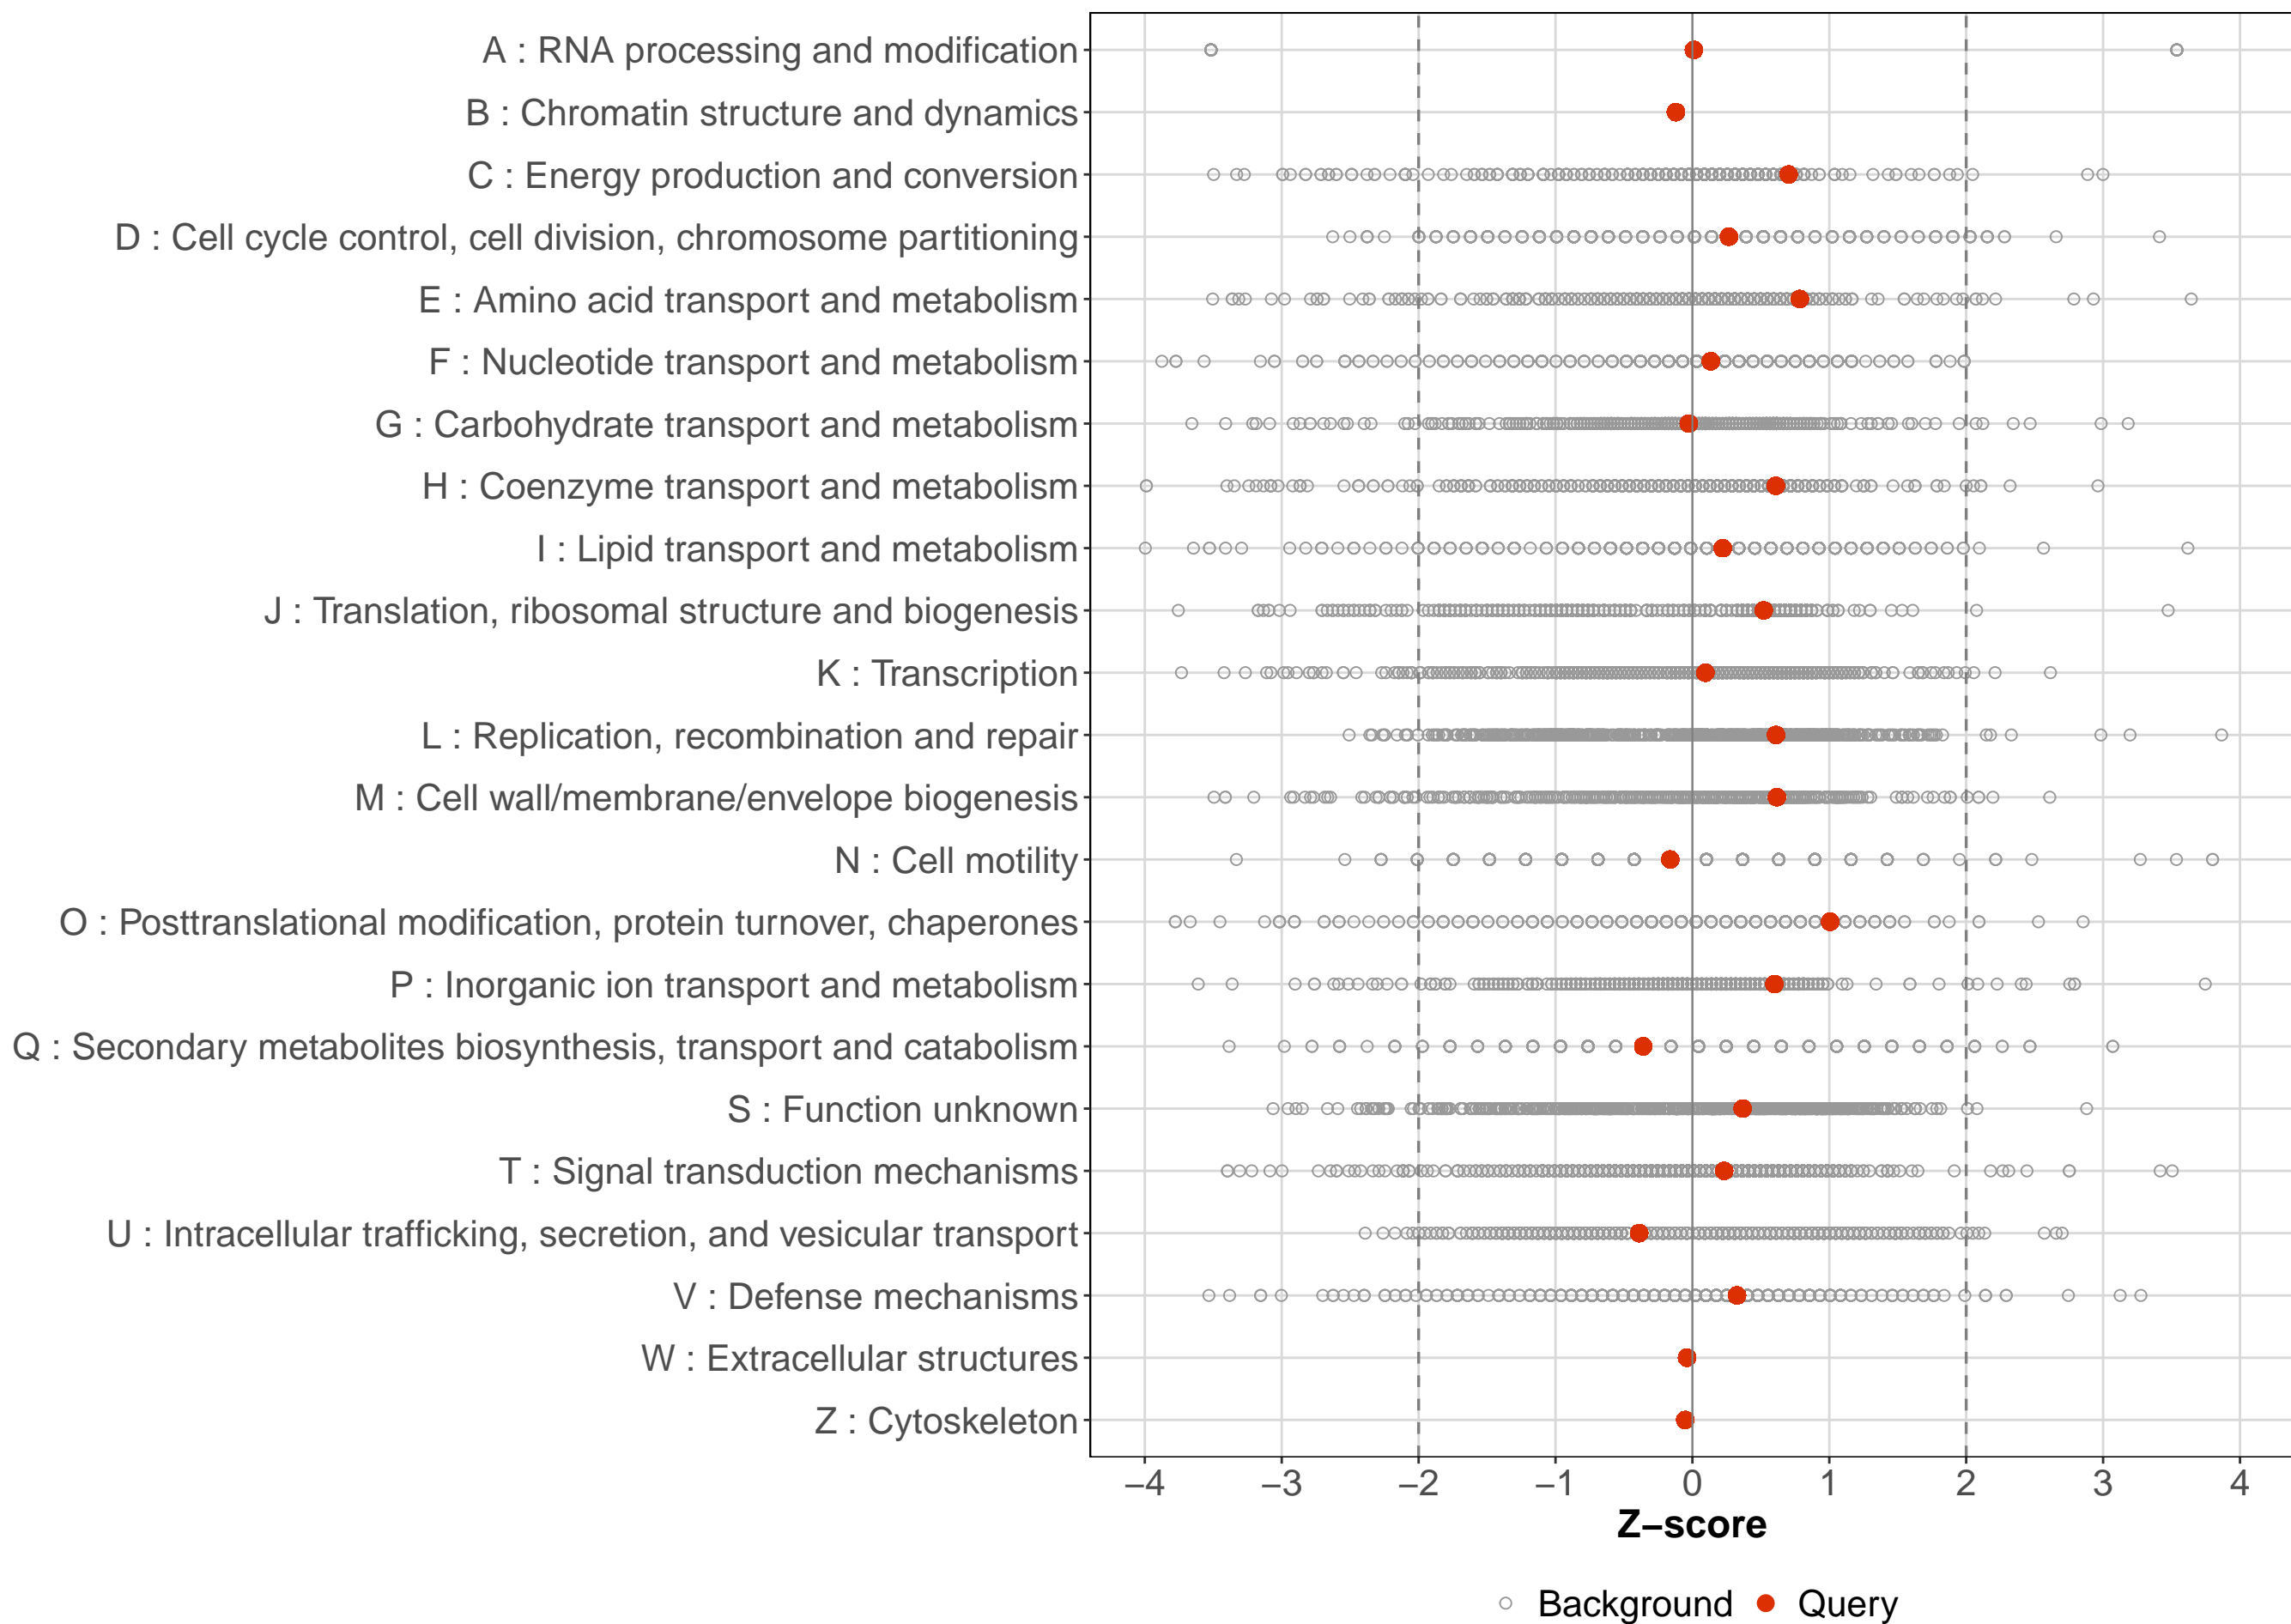 A : RNA processing and modification
B : Chromatin structure and dynamics
C : Energy production and conversion
D : Cell cycle control, cell division, chromosome partitioning
E : Amino acid transport and metabolism
F : Nucleotide transport and metabolism
G : Carbohydrate transport and metabolism
H : Coenzyme transport and metabolism
I : Lipid transport and metabolism
J : Translation, ribosomal structure and biogenesis
K : Transcription
L : Replication, recombination and repair
M : Cell wall/membrane/envelope biogenesis
N : Cell motility
O : Posttranslational modification, protein turnover, chaperones
P : Inorganic ion transport and metabolism
Q : Secondary metabolites biosynthesis, transport and catabolism
S : Function unknown
T : Signal transduction mechanisms
U : Intracellular trafficking, secretion, and vesicular transport
V : Defense mechanisms
W : Extracellular structures
Z : Cytoskeleton
−4 −3 −2 −1 0 1 2 3 4
Z−score
Background Query